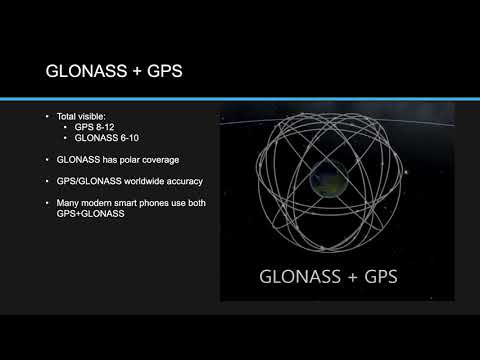 GLONASS + GPS
• Total visible:
• GPS 8-12
• GLONASS 6-10
• GLONASS has polar coverage
• GPS/GLONASS worldwide accuracy
• Many modern smart phones use both
GPS+GLONASS
GLONASS + GPS